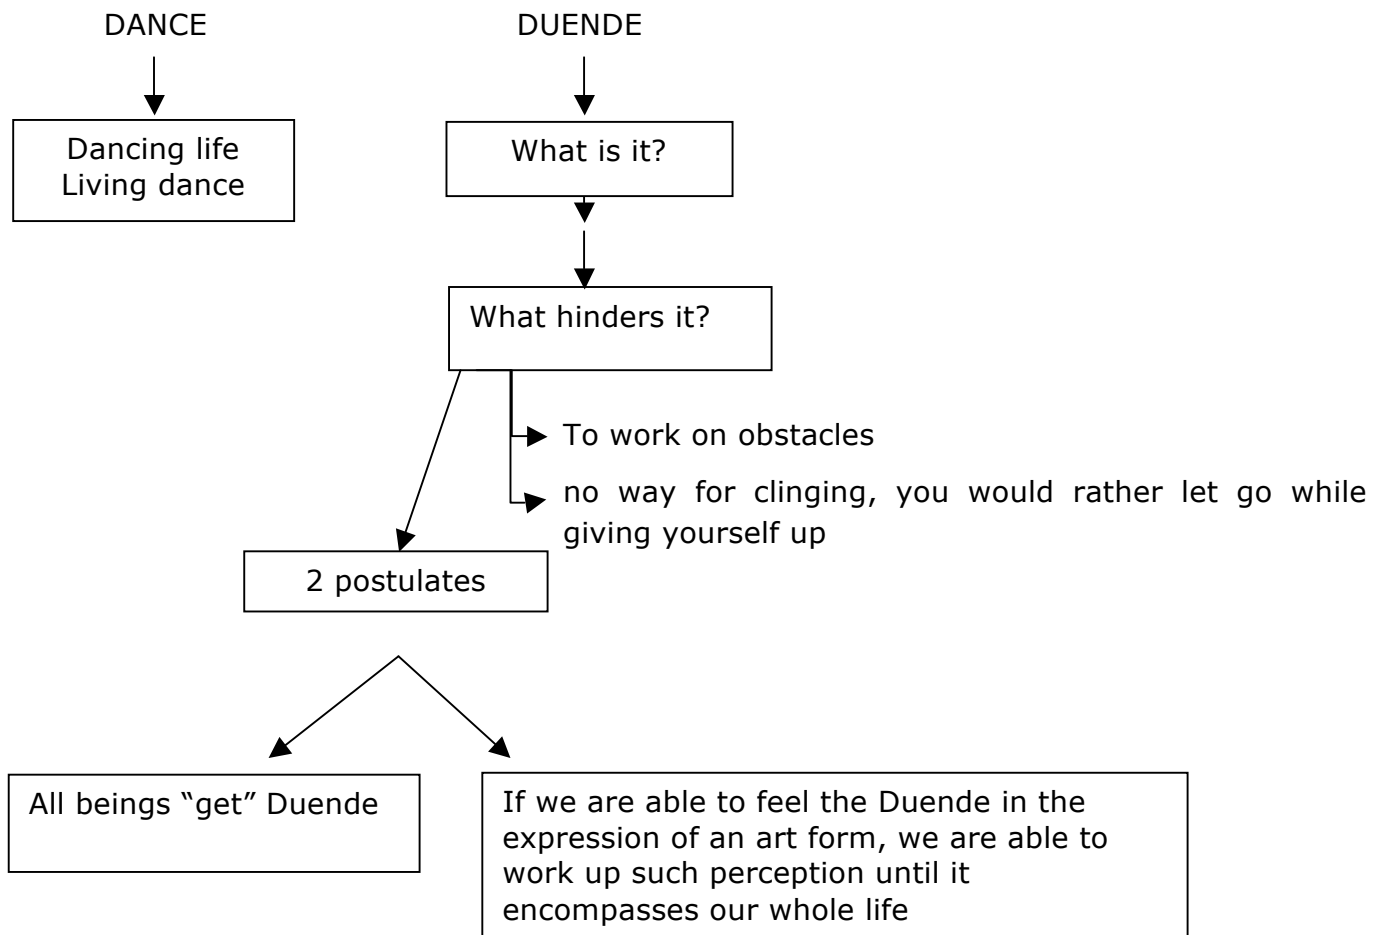 DANCE
DUENDE
Dancing life
Living dance
What is it?
What hinders it?
To work on obstacles
no way for clinging, you would rather let go while
giving yourself up
2 postulates
All beings “get” Duende
If we are able to feel the Duende in the
expression of an art form, we are able to
work up such perception until it
encompasses our whole life